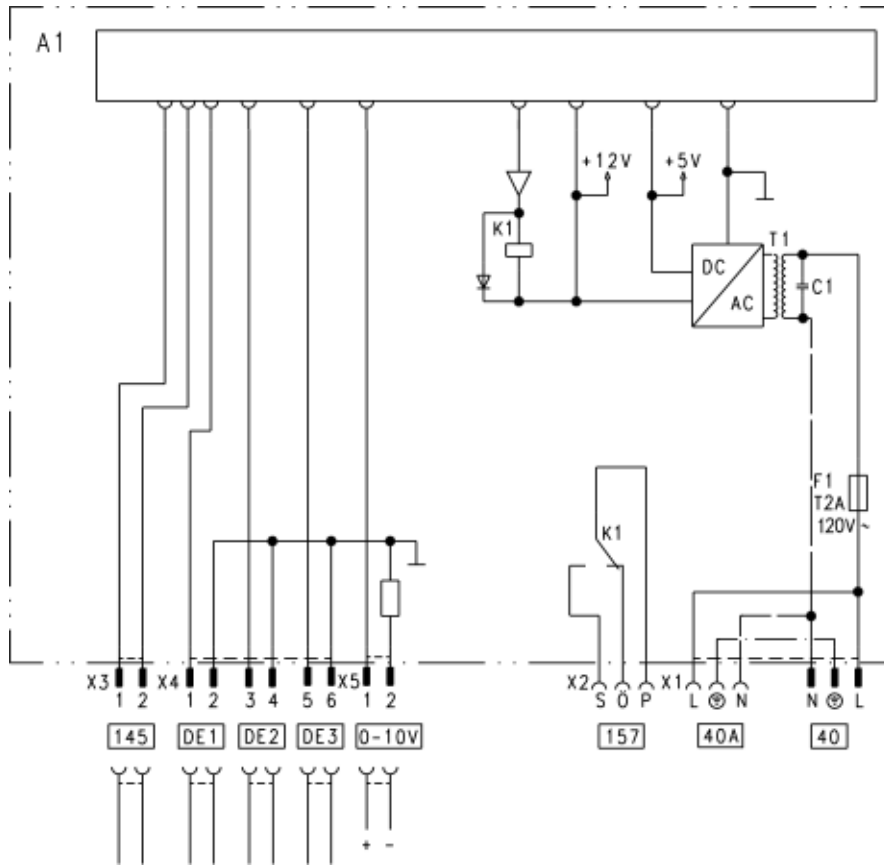 A1
+12V +5V
K1 T1
DC
AC C1
F1
T2A
120V~
K1
X3 X4 X5 X2 X1
1 2 1 2 3 4 5 6 1 2 S Ö P L N N L
145 DE1 DE2 DE3 0-10V 157 40A 40
+ -